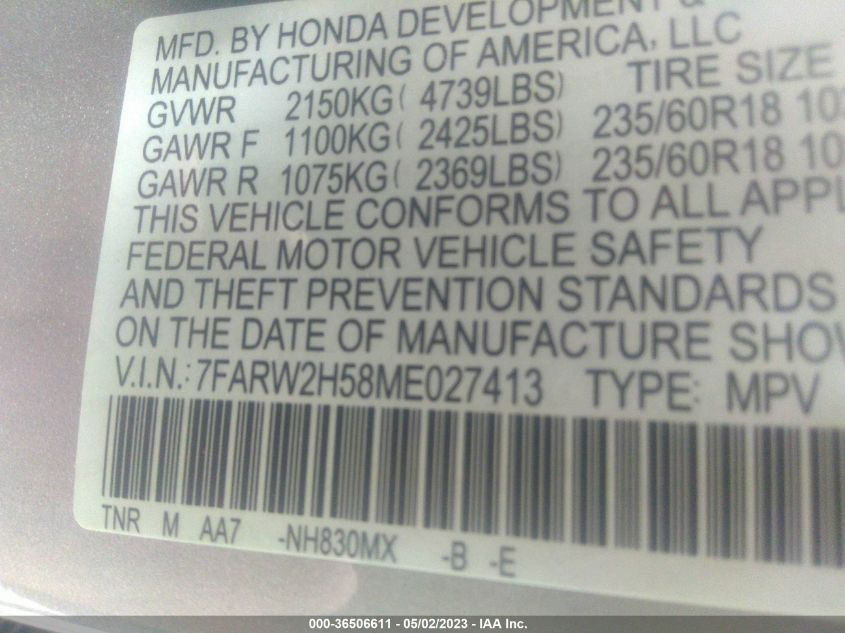 MFD. BY HONDA DEVELOPMENT &
MANUFACTURING OF AMERICA, LLC
GVWR 2150KG( 4739LBS) TIRE SIZE
GAWR F 1100KG( 2425LBS) 235/60R18
GAWR R 1075KG( 2369LBS) 235/60R18
THIS VEHICLE CONFORMS TO ALL
FEDERAL MOTOR VEHICLE SAFETY
AND THEFT PREVENTION STANDARDS
ON THE DATE OF MANUFACTURE
V.I.N.: 7FARW2H58ME027413 TYPE: MPV
TNR M AA7 -NH830MX -B -E
000-36506611 - 05/02/2023 - IAA Inc.